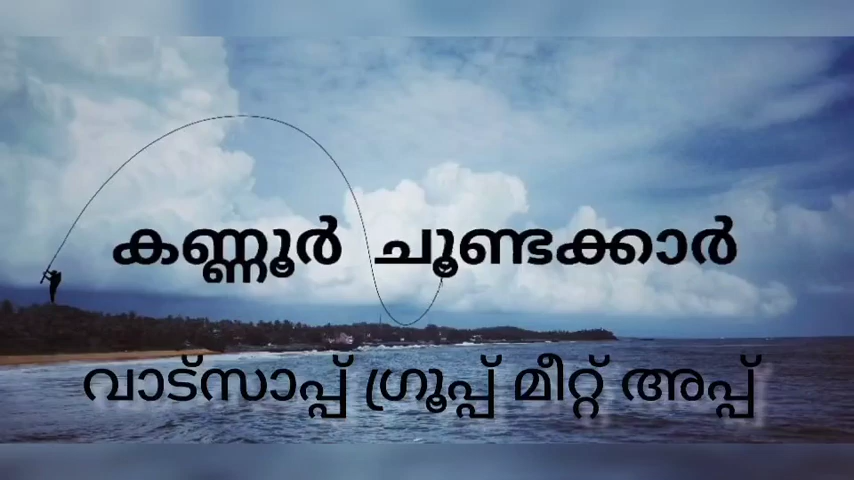 കണ്ണൂർ ചൂണ്ടക്കാർ
വാട്സാപ്പ് ഗ്രൂപ്പ് മീറ്റ് അപ്പ്